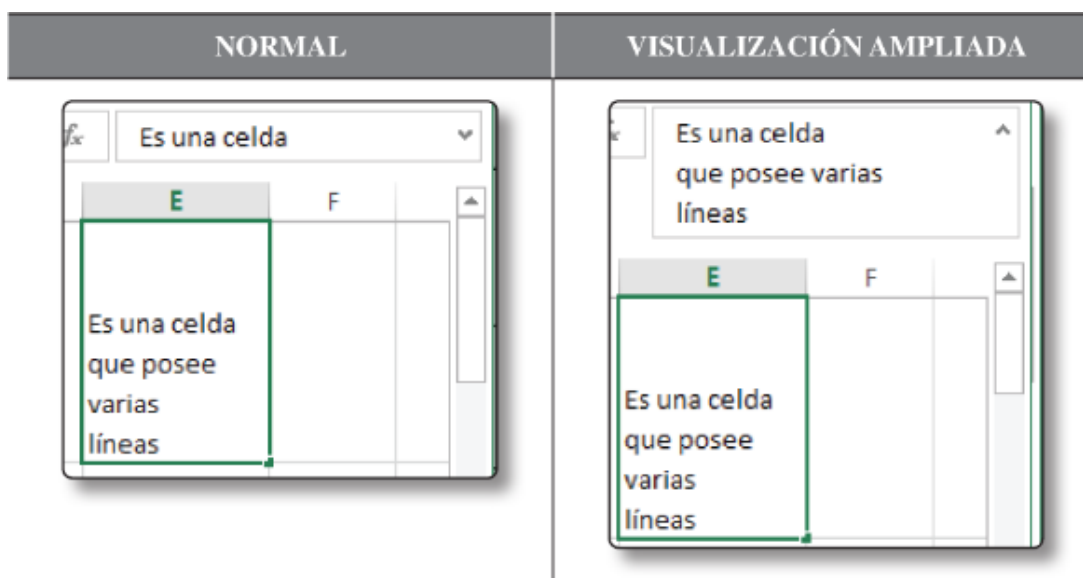 NORMAL
VISUALIZACIÓN AMPLIADA
fx
Es una celda
E
F
Es una celda
que posee
varias
líneas
Es una celda
que posee varias
líneas
E
F
Es una celda
que posee
varias
líneas